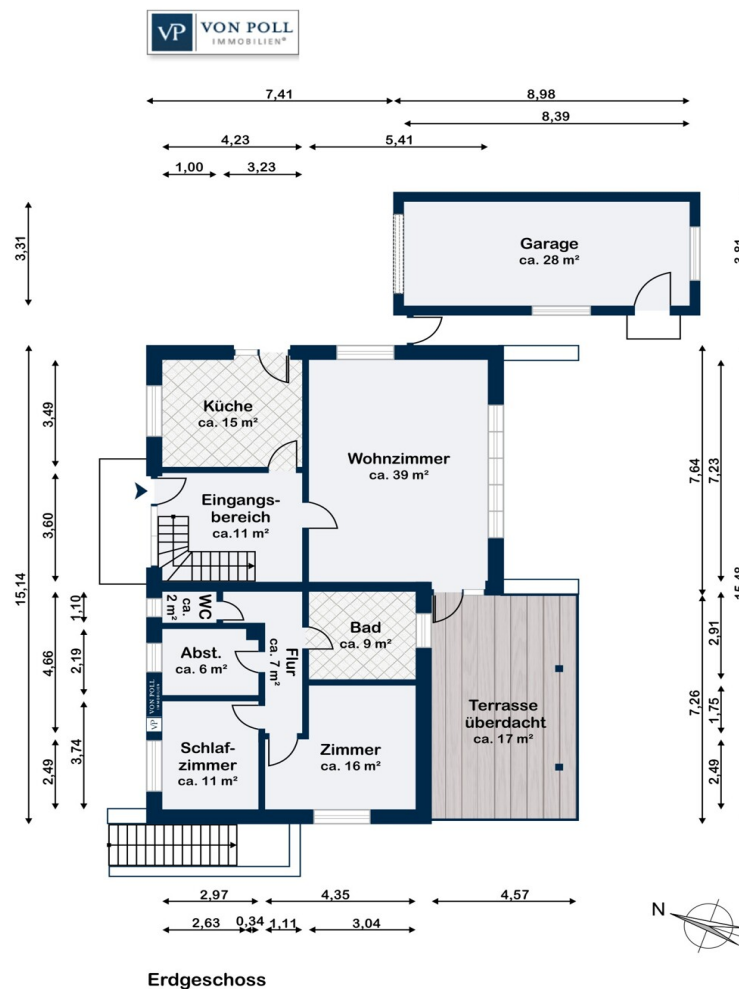 VP VON POLL
IMMOBILIEN®
7,41
8,98
8,39
4,23
5,41
1,00
3,23
3,31
Garage
ca. 28 m²
15,14
3,49
3,60
1,10
4,66
2,19
3,74
2,49
Küche
ca. 15 m²
Wohnzimmer
ca. 39 m²
Eingangs-
bereich
ca.11 m²
WC
ca.
2 m²
Abst.
ca. 6 m²
Flur
ca. 7 m²
Bad
ca. 9 m²
VP VON POLL
IMMOBILIEN
Schlaf-
zimmer
ca. 11 m²
Zimmer
ca. 16 m²
Terrasse
überdacht
ca. 17 m²
7,64
7,23
7,26
2,91
1,75
2,49
2,97
4,35
4,57
2,63
0,34
1,11
3,04
N
Erdgeschoss